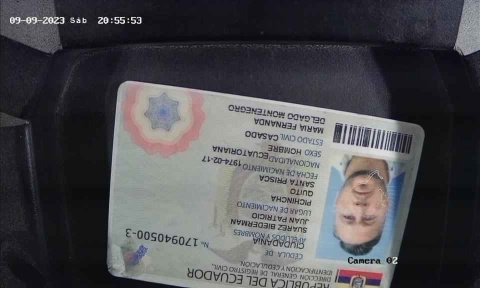 09-09-2023 Sáb 20:55:53
REPÚBLICA DEL ECUADOR
DIRECCIÓN GENERAL DE REGISTRO CIVIL,
IDENTIFICACIÓN Y CEDULACIÓN
CÉDULA DE
CIUDADANÍA
N. 170940500-3
APELLIDOS Y NOMBRES
SUAREZ BIEDERMAN
JUAN PATRICIO
LUGAR DE NACIMIENTO
PICHINCHA
QUITO
SANTA PRISCA
FECHA DE NACIMIENTO 1974-02-17
NACIONALIDAD ECUATORIANA
SEXO HOMBRE
ESTADO CIVIL CASADO
MARIA FERNANDA
DELGADO MONTENEGRO
Camera 02